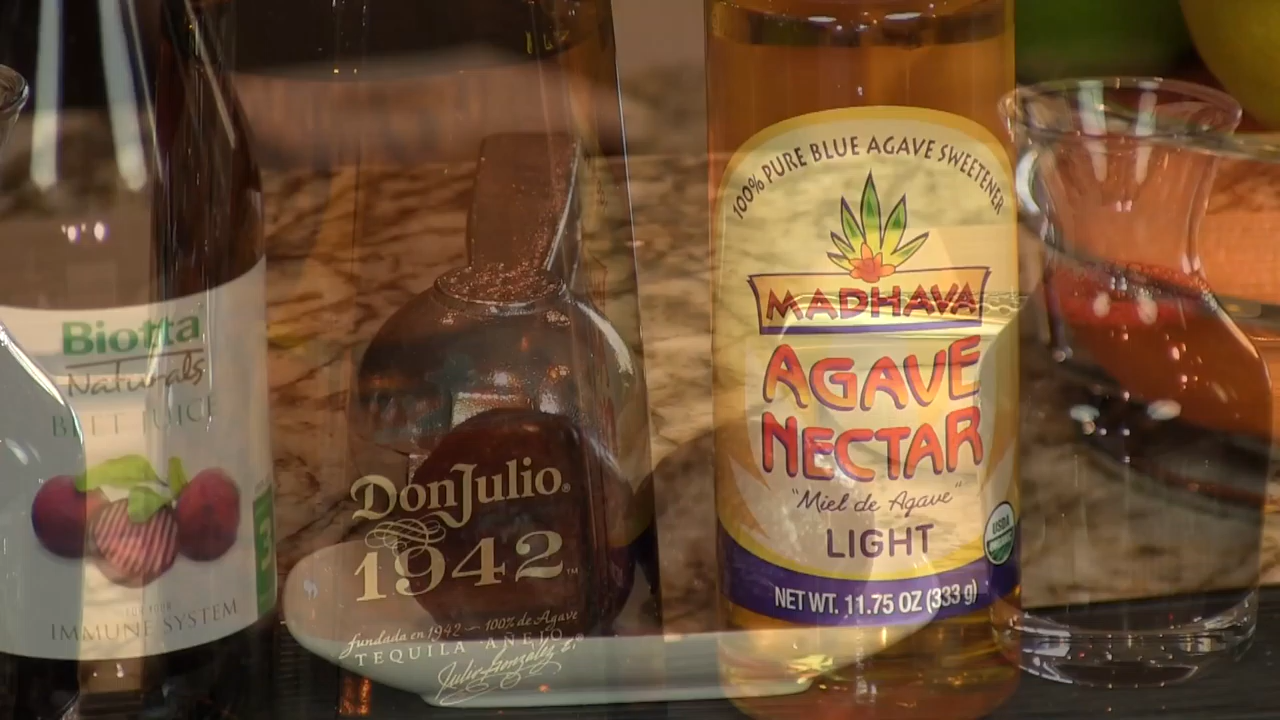 Biotta
Naturals
BEET JUICE
IMMUNE SYSTEM
DonJulio®
1942™
fundada en 1942 — 100% de Agave
TEQUILA AÑEJO
100% PURE BLUE AGAVE SWEETENER
MADHAVA
AGAVE
NECTAR
"Miel de Agave"
LIGHT
USDA
NET WT. 11.75 OZ (333 g)